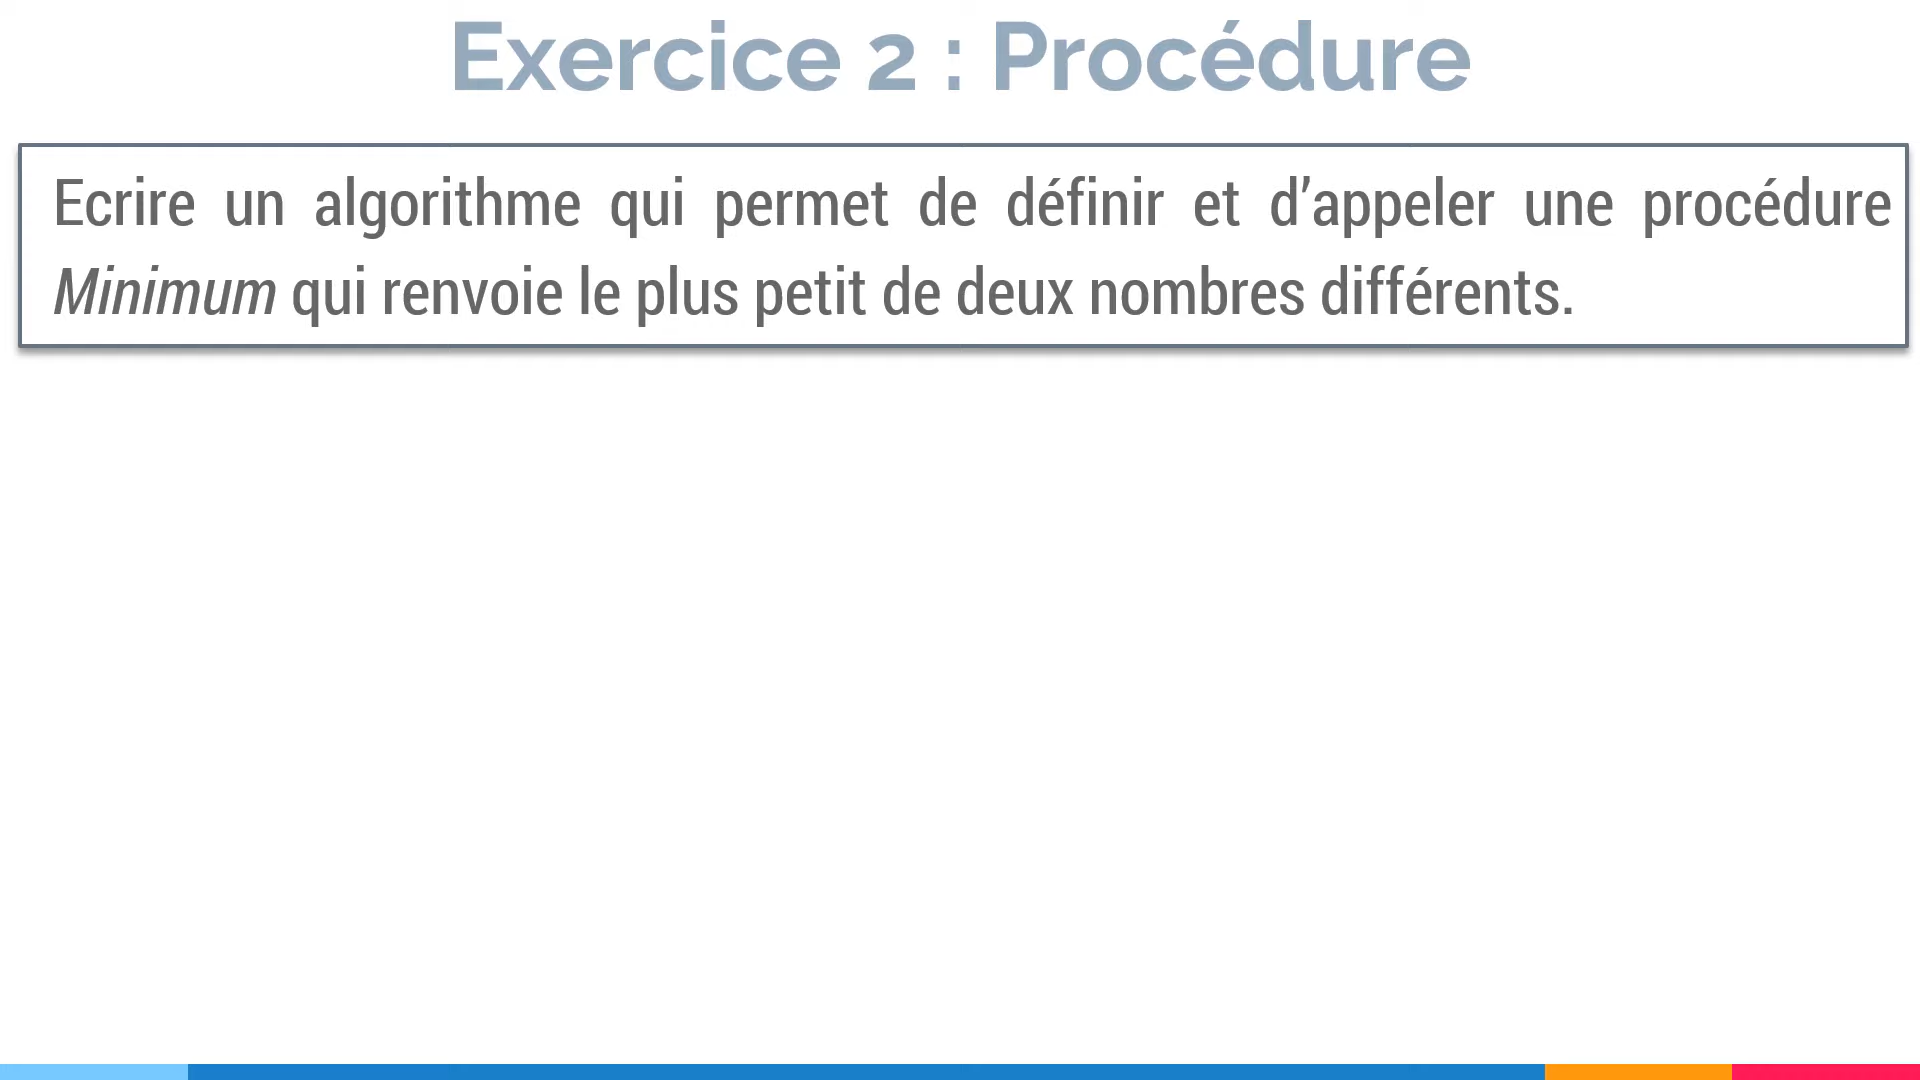 Exercice 2 : Procédure
Ecrire un algorithme qui permet de définir et d’appeler une procédure
Minimum qui renvoie le plus petit de deux nombres différents.